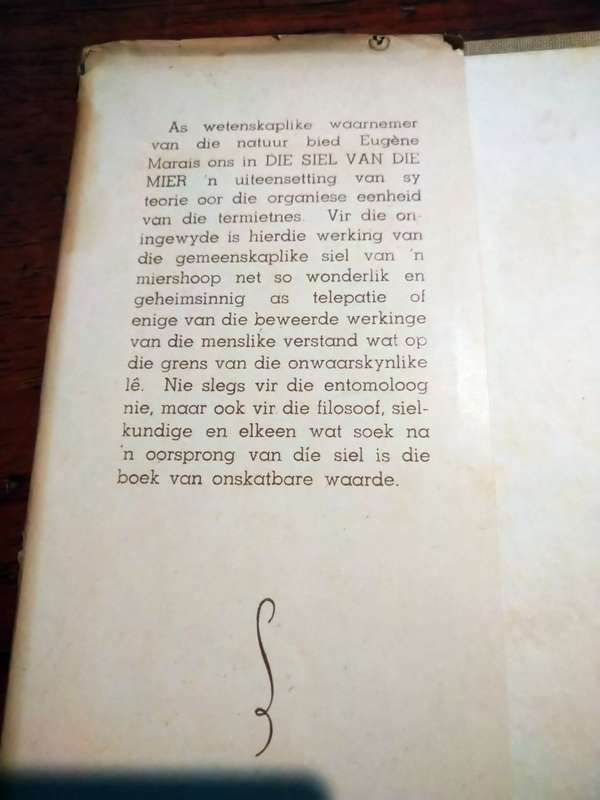 As wetenskaplike waarnemer
van die natuur bied Eugène
Marais ons in DIE SIEL VAN DIE
MIER 'n uiteensetting van sy
teorie oor die organiese eenheid
van die termietnes. Vir die on-
ingewyde is hierdie werking van
die gemeenskaplike siel van 'n
miershoop net so wonderlik en
geheimsinnig as telepatie of
enige van die beweerde werkinge
van die menslike verstand wat op
die grens van die onwaarskynlike
lê. Nie slegs vir die entomoloog
nie, maar ook vir die filosoof, siel-
kundige en elkeen wat soek na
'n oorsprong van die siel is die
boek van onskatbare waarde.